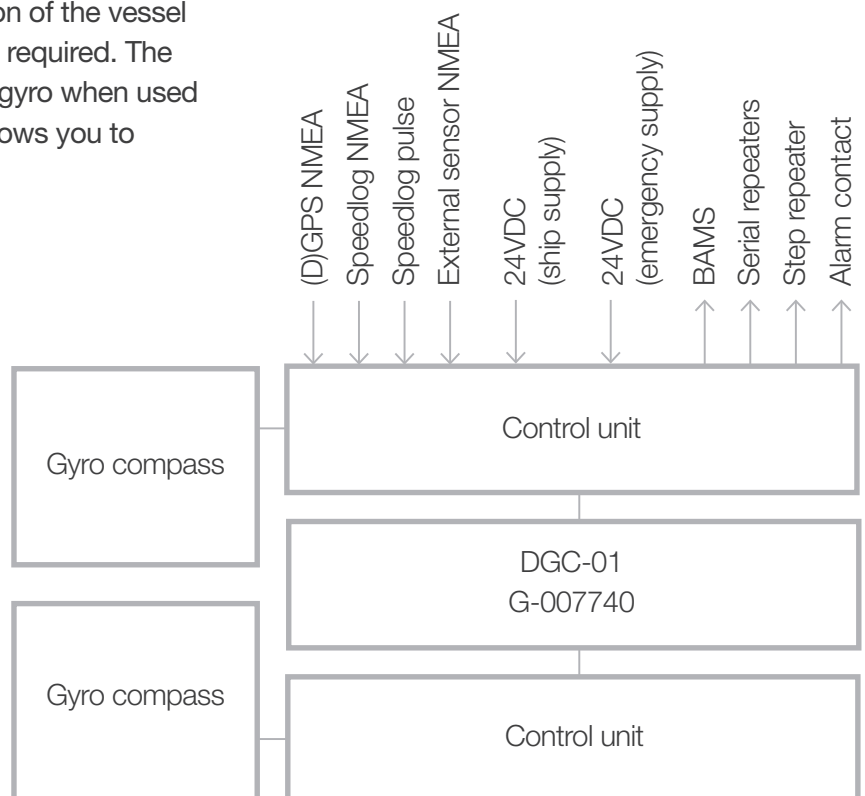 on of the vessel
required. The
gyro when used
ows you to
(D)GPS NMEA
Speedlog NMEA
Speedlog pulse
External sensor NMEA
24VDC
(ship supply)
24VDC
(emergency supply)
BAMS
Serial repeaters
Step repeater
Alarm contact
Gyro compass
Control unit
DGC-01
G-007740
Gyro compass
Control unit